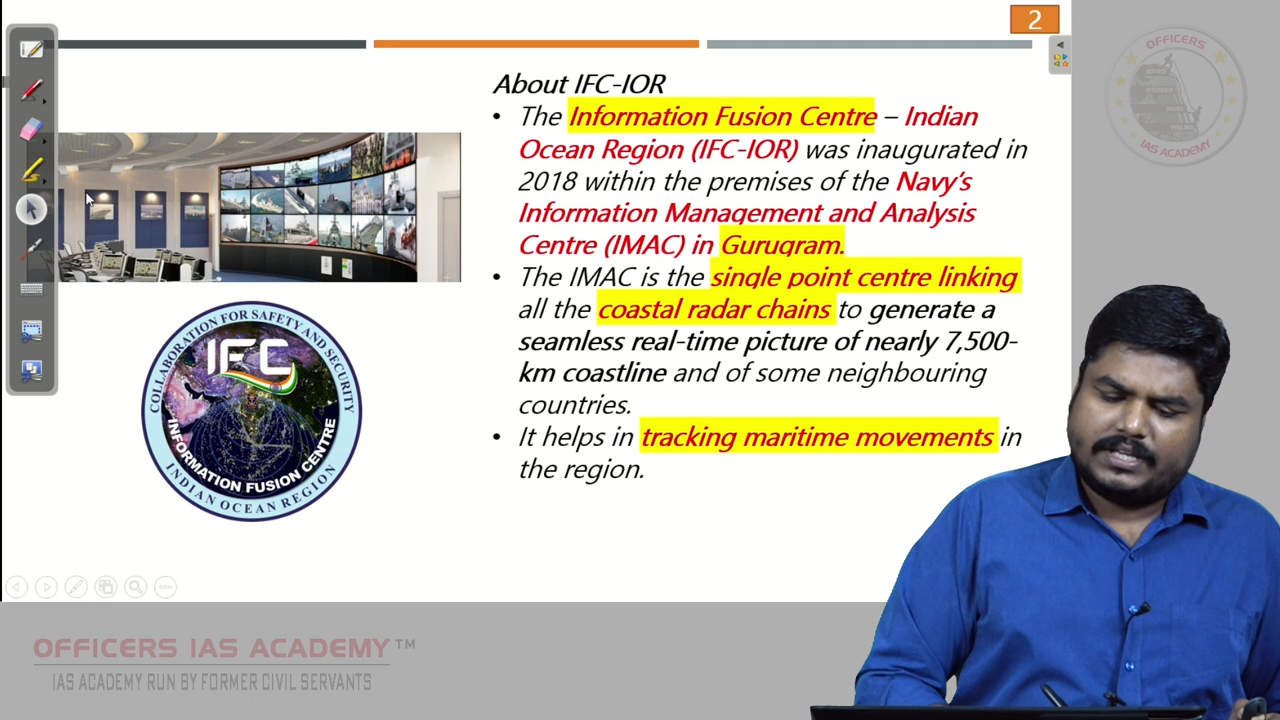 2
About IFC-IOR
• The Information Fusion Centre – Indian
Ocean Region (IFC-IOR) was inaugurated in
2018 within the premises of the Navy's
Information Management and Analysis
Centre (IMAC) in Gurugram.
• The IMAC is the single point centre linking
all the coastal radar chains to generate a
seamless real-time picture of nearly 7,500-
km coastline and of some neighbouring
countries.
• It helps in tracking maritime movements in
the region.
COLLABORATION FOR SAFETY AND SECURITY
IFC
INFORMATION FUSION CENTRE
INDIAN OCEAN REGION
OFFICERS
IAS ACADEMY
OFFICERS IAS ACADEMY™
IAS ACADEMY RUN BY FORMER CIVIL SERVANTS